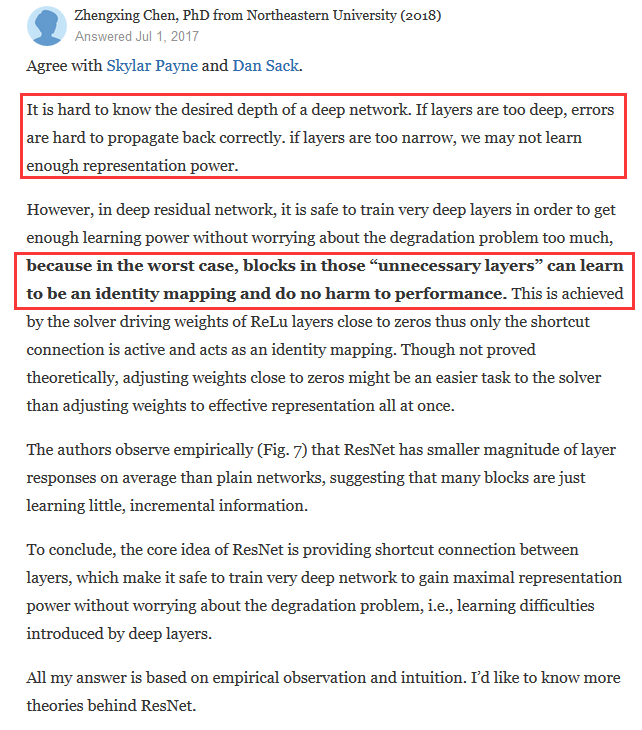 Zhengxing Chen, PhD from Northeastern University (2018)
Answered Jul 1, 2017
Agree with Skylar Payne and Dan Sack.
It is hard to know the desired depth of a deep network. If layers are too deep, errors
are hard to propagate back correctly. if layers are too narrow, we may not learn
enough representation power.
However, in deep residual network, it is safe to train very deep layers in order to get
enough learning power without worrying about the degradation problem too much,
because in the worst case, blocks in those “unnecessary layers” can learn
to be an identity mapping and do no harm to performance. This is achieved
by the solver driving weights of ReLu layers close to zeros thus only the shortcut
connection is active and acts as an identity mapping. Though not proved
theoretically, adjusting weights close to zeros might be an easier task to the solver
than adjusting weights to effective representation all at once.
The authors observe empirically (Fig. 7) that ResNet has smaller magnitude of layer
responses on average than plain networks, suggesting that many blocks are just
learning little, incremental information.
To conclude, the core idea of ResNet is providing shortcut connection between
layers, which make it safe to train very deep network to gain maximal representation
power without worrying about the degradation problem, i.e., learning difficulties
introduced by deep layers.
All my answer is based on empirical observation and intuition. I’d like to know more
theories behind ResNet.